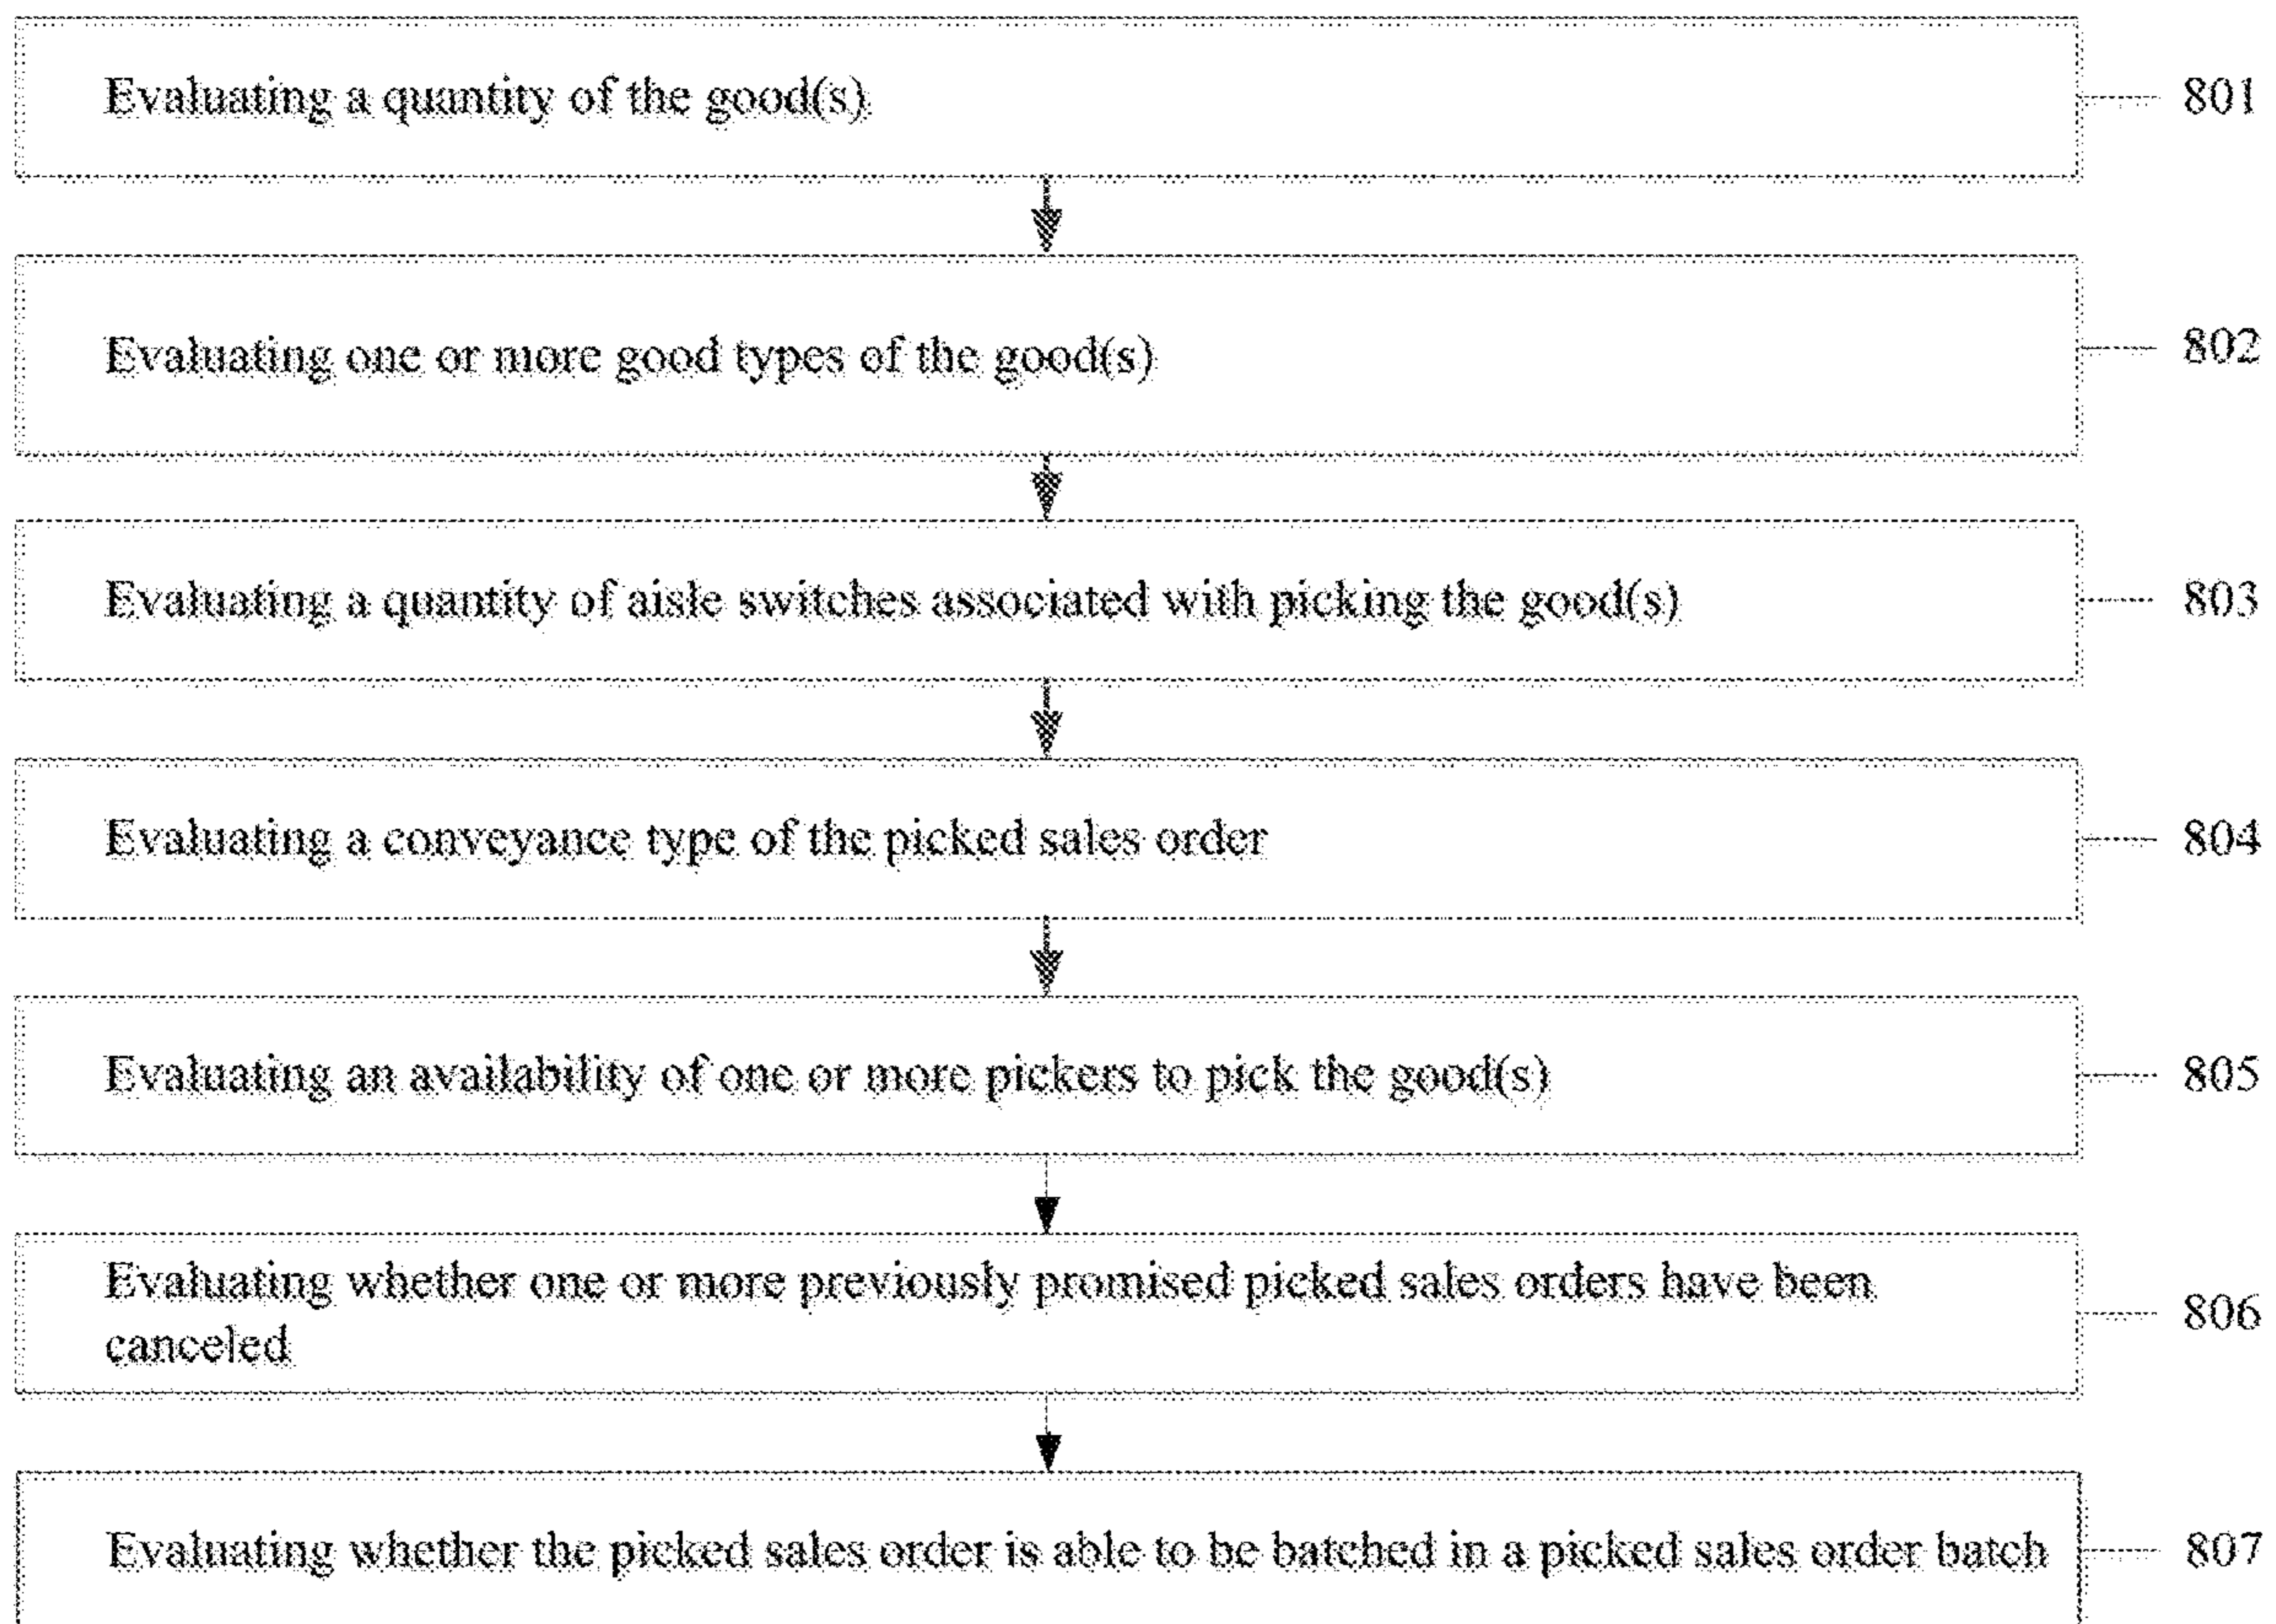 Evaluating a quantity of the good(s) 801
Evaluating one or more good types of the good(s) 802
Evaluating a quantity of aisle switches associated with picking the good(s) 803
Evaluating a conveyance type of the picked sales order 804
Evaluating an availability of one or more pickers to pick the good(s) 805
Evaluating whether one or more previously promised picked sales orders have been
canceled 806
Evaluating whether the picked sales order is able to be batched in a picked sales order batch 807